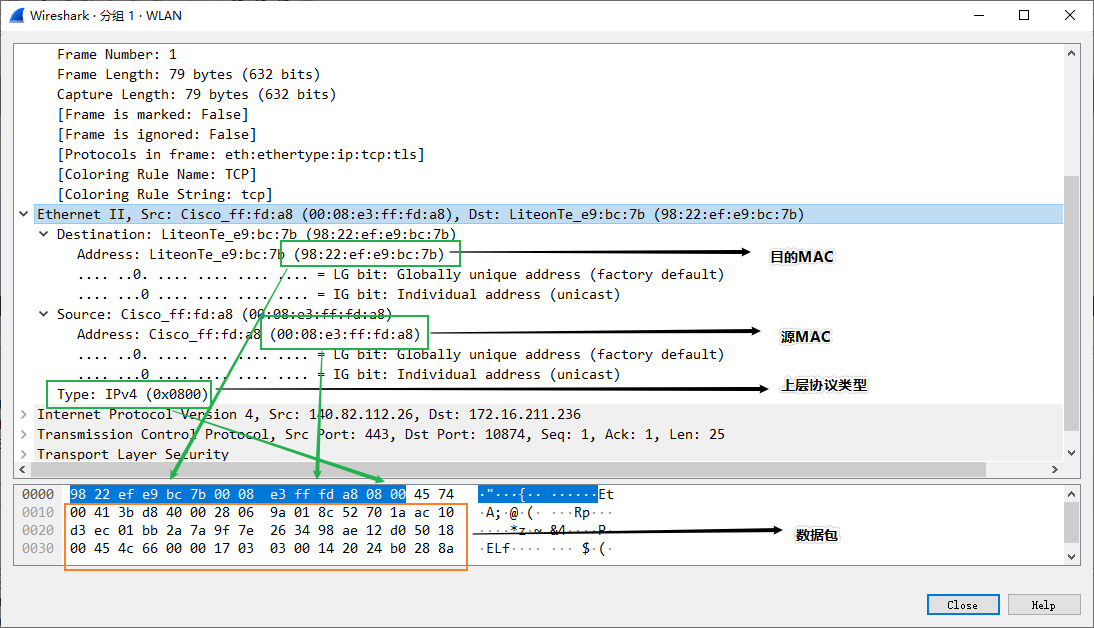 Wireshark · 分组 1 · WLAN
Frame Number: 1
Frame Length: 79 bytes (632 bits)
Capture Length: 79 bytes (632 bits)
[Frame is marked: False]
[Frame is ignored: False]
[Protocols in frame: eth:ethertype:ip:tcp:tls]
[Coloring Rule Name: TCP]
[Coloring Rule String: tcp]
Ethernet II, Src: Cisco_ff:fd:a8 (00:08:e3:ff:fd:a8), Dst: LiteonTe_e9:bc:7b (98:22:ef:e9:bc:7b)
Destination: LiteonTe_e9:bc:7b (98:22:ef:e9:bc:7b)
Address: LiteonTe_e9:bc:7b (98:22:ef:e9:bc:7b)
目的MAC
.... ..0. .... .... .... .... = LG bit: Globally unique address (factory default)
.... ...0 .... .... .... .... = IG bit: Individual address (unicast)
Source: Cisco_ff:fd:a8 (00:08:e3:ff:fd:a8)
Address: Cisco_ff:fd:a8 (00:08:e3:ff:fd:a8)
源MAC
.... ..0. .... .... .... .... = LG bit: Globally unique address (factory default)
.... ...0 .... .... .... .... = IG bit: Individual address (unicast)
Type: IPv4 (0x0800)
上层协议类型
Internet Protocol Version 4, Src: 140.82.112.26, Dst: 172.16.211.236
Transmission Control Protocol, Src Port: 443, Dst Port: 10874, Seq: 1, Ack: 1, Len: 25
Transport Layer Security
0000 98 22 ef e9 bc 7b 00 08 e3 ff fd a8 08 00 45 74 ·"···{·· ······Et
0010 00 41 3b d8 40 00 28 06 9a 01 8c 52 70 1a ac 10 ·A;·@·(· ···Rp···
0020 d3 ec 01 bb 2a 7a 9f 7e 26 34 98 ae 12 d0 50 18 ····*z·~ &4····P·
0030 00 45 4c 66 00 00 17 03 03 00 14 20 24 b0 28 8a ·ELf···· ··· $·(·
数据包
Close
Help